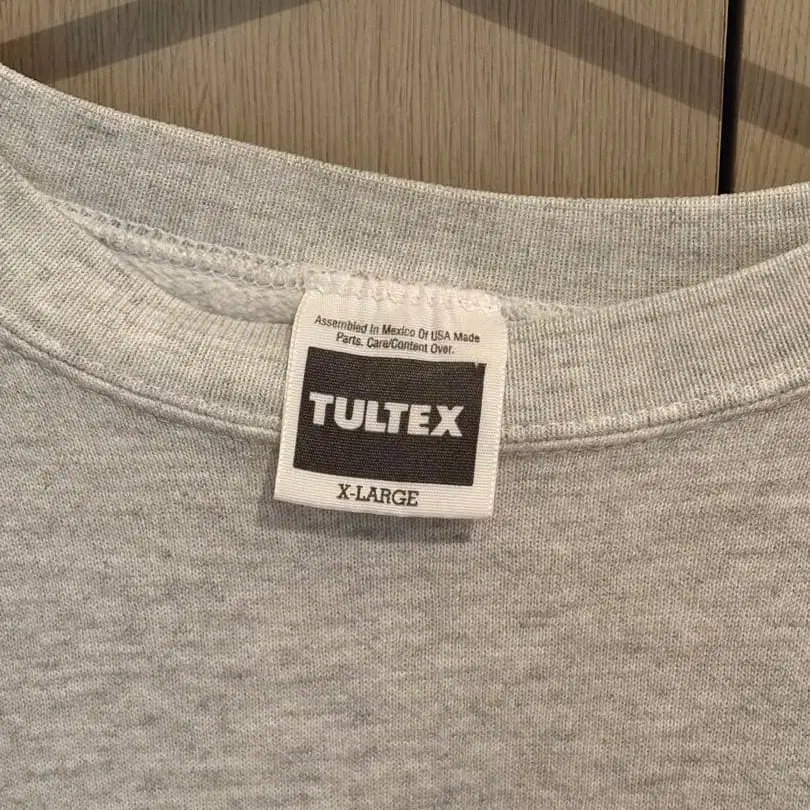 Assembled In Mexico Of USA Made
Parts. Care/Content Over.
TULTEX
X-LARGE